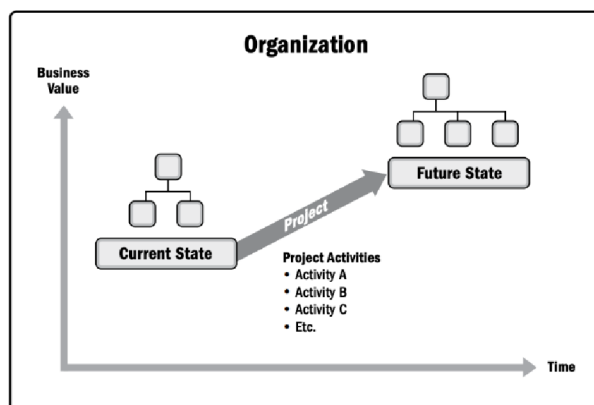 Organization
Business
Value
Future State
Project
Current State
Project Activities
• Activity A
• Activity B
• Activity C
• Etc.
Time